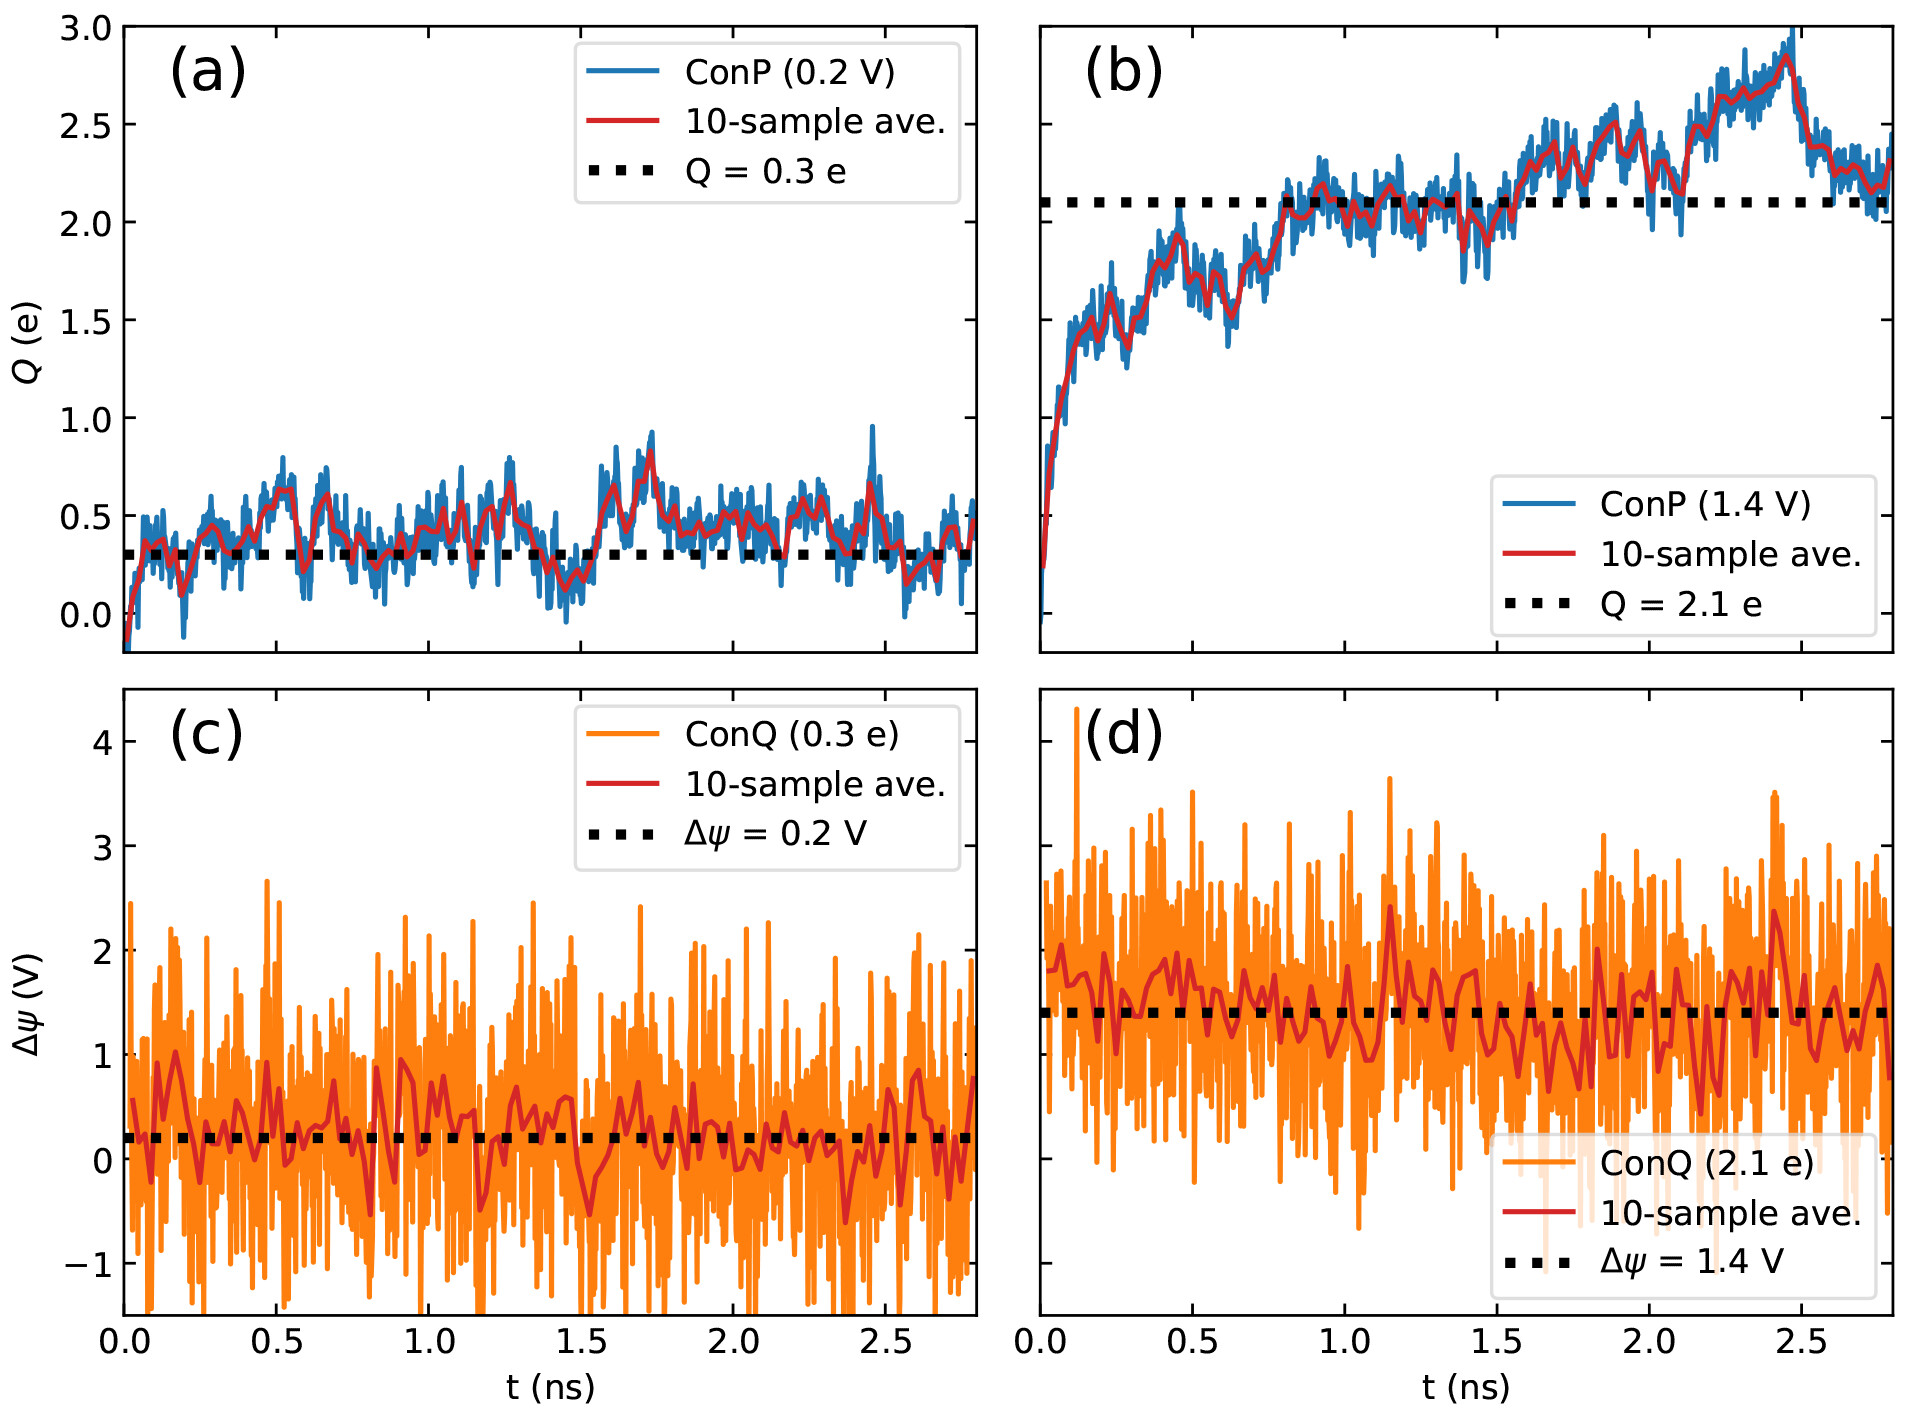 (a)
ConP (0.2 V)
10-sample ave.
Q = 0.3 e
3.0
2.5
2.0
1.5
1.0
0.5
0.0
Q (e)
(b)
ConP (1.4 V)
10-sample ave.
Q = 2.1 e
(c)
ConQ (0.3 e)
10-sample ave.
Δψ = 0.2 V
4
3
2
1
0
−1
Δψ (V)
0.0 0.5 1.0 1.5 2.0 2.5
t (ns)
(d)
ConQ (2.1 e)
10-sample ave.
Δψ = 1.4 V
0.0 0.5 1.0 1.5 2.0 2.5
t (ns)